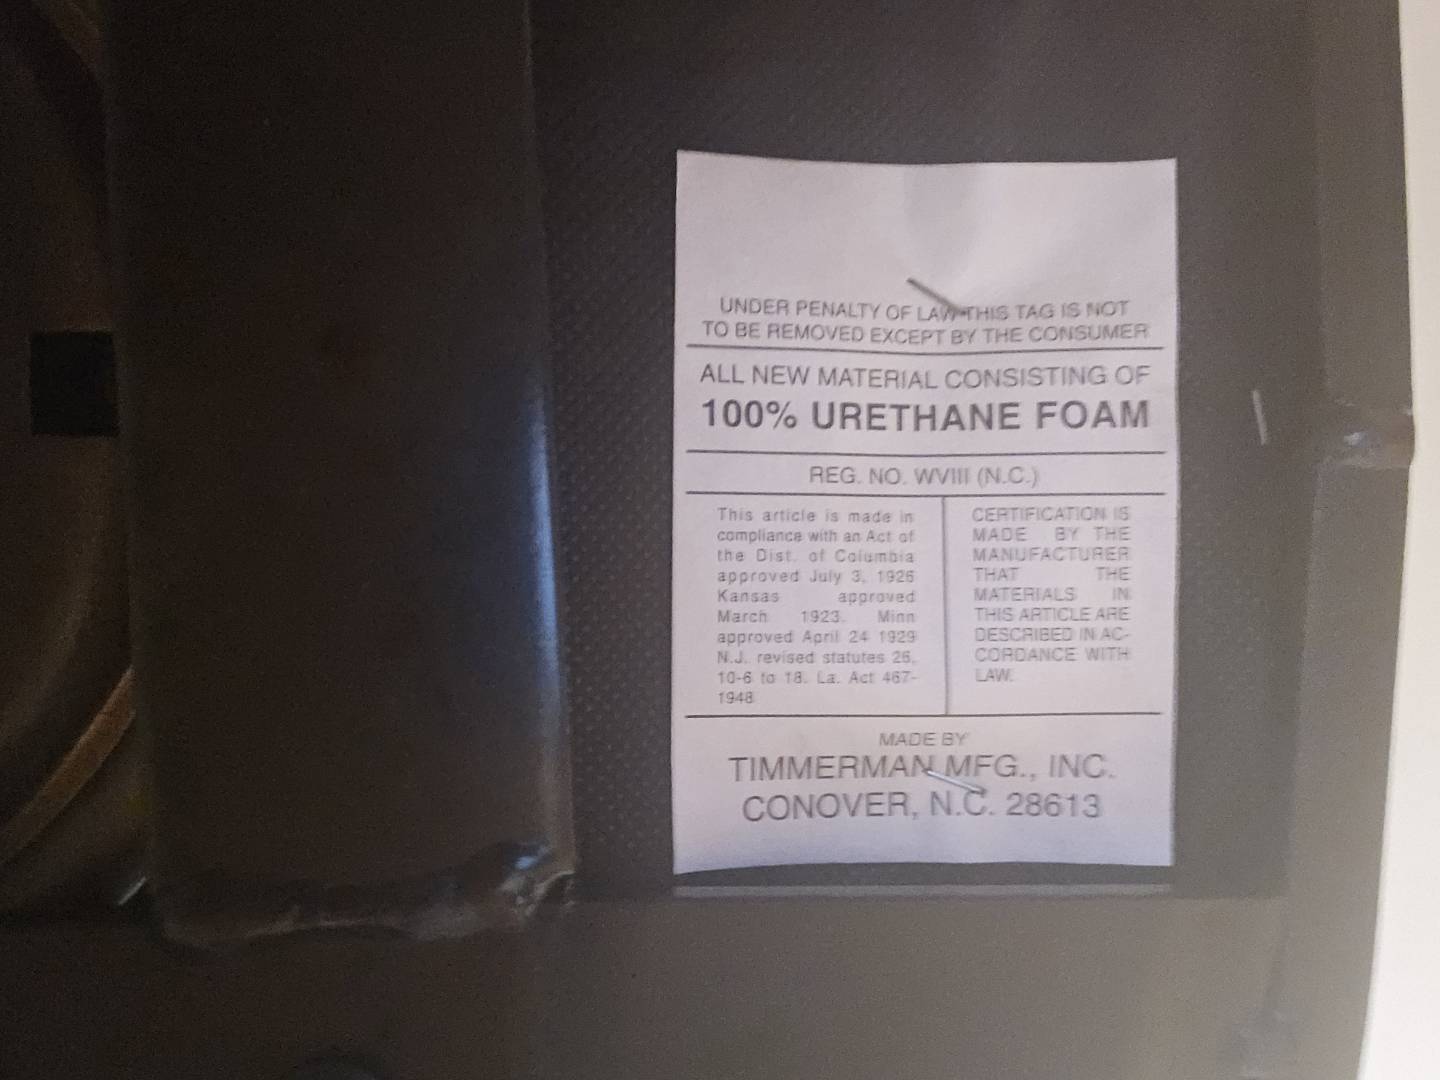 UNDER PENALTY OF LAW THIS TAG IS NOT
TO BE REMOVED EXCEPT BY THE CONSUMER
ALL NEW MATERIAL CONSISTING OF
100% URETHANE FOAM
REG. NO. WVIII (N.C.)
This article is made in
compliance with an Act of
the Dist. of Columbia
approved July 3, 1926
Kansas approved
March 1923. Minn
approved April 24 1929
N.J. revised statutes 26,
10-6 to 18. La. Act 467-
1948
CERTIFICATION IS
MADE BY THE
MANUFACTURER
THAT THE
MATERIALS IN
THIS ARTICLE ARE
DESCRIBED IN AC-
CORDANCE WITH
LAW.
MADE BY
TIMMERMAN MFG., INC.
CONOVER, N.C. 28613